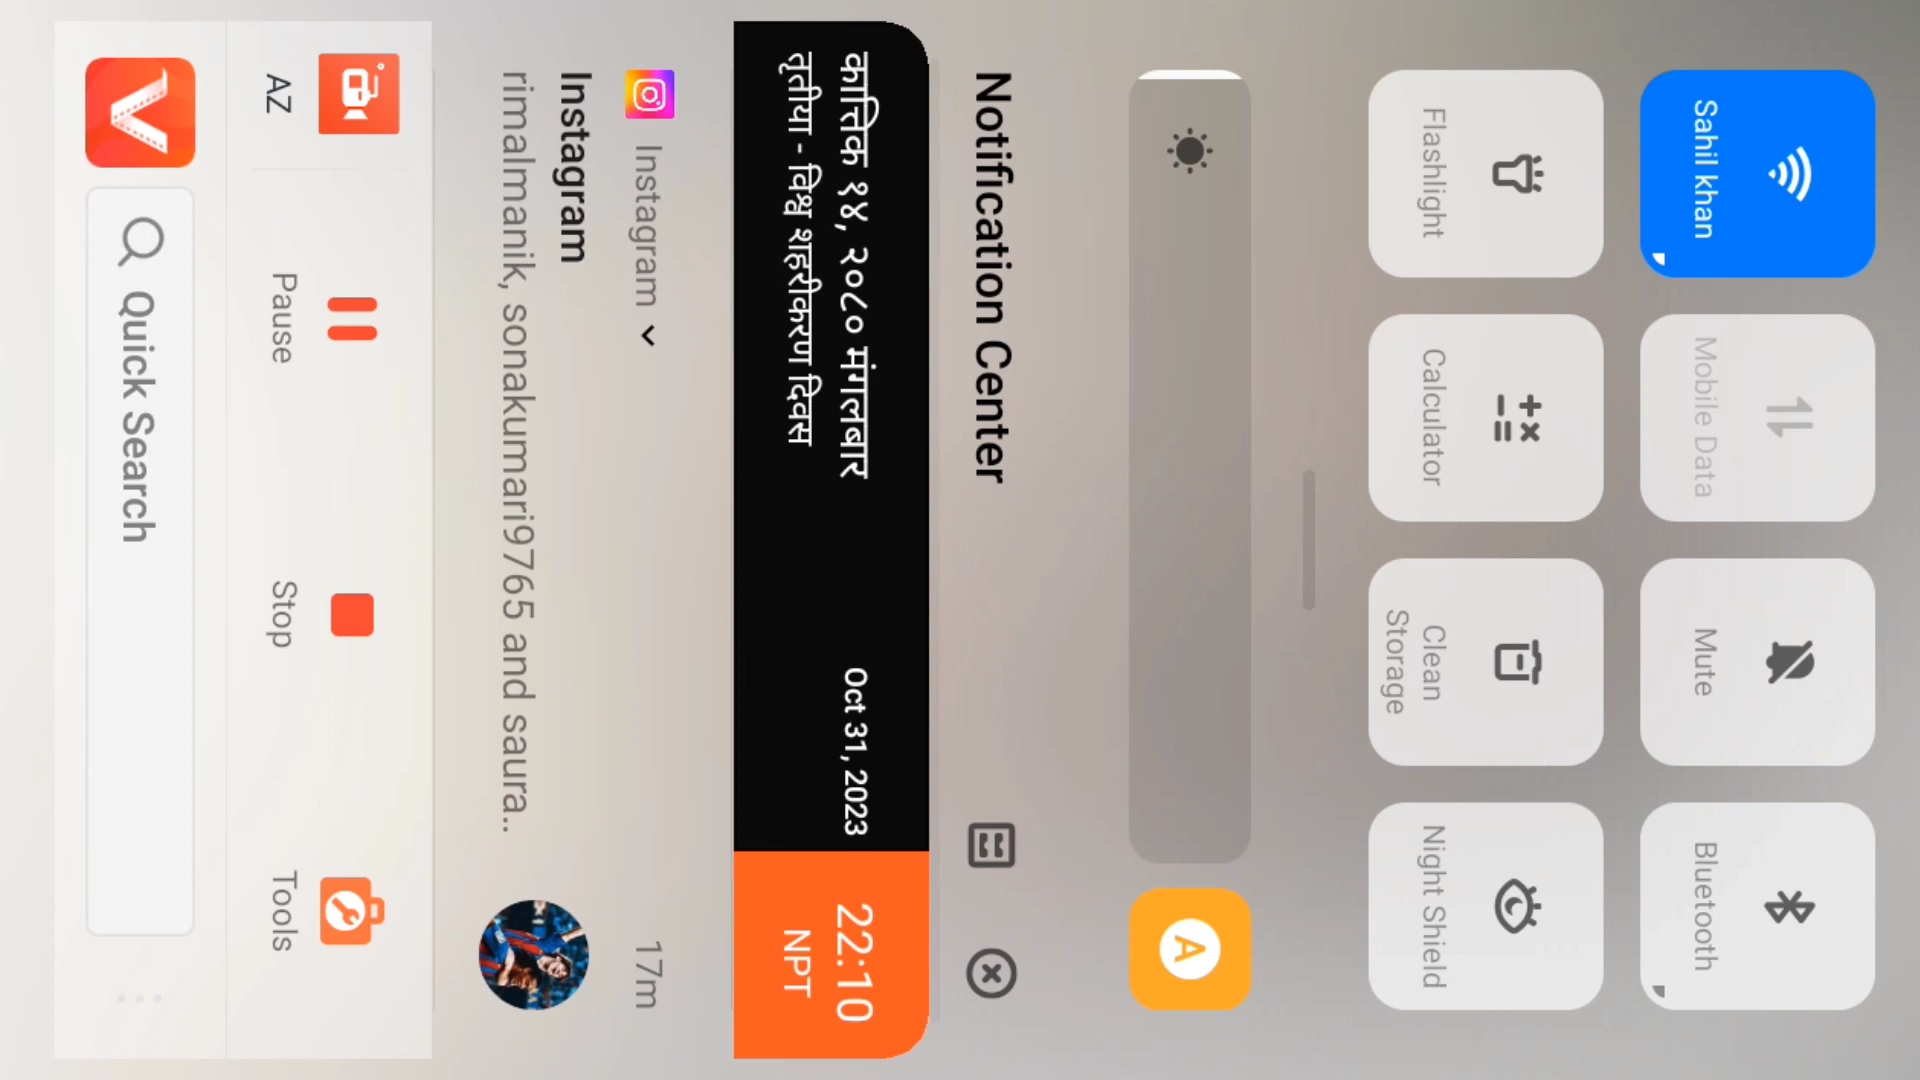 Sahil khan
Mobile Data
Mute
Bluetooth
Flashlight
Calculator
Clean
Storage
Night Shield
A
Notification Center
कार्तिक १४, २०८० मंगलबार
Oct 31, 2023
22:10
तृतीया - विश्व शहरीकरण दिवस
NPT
Instagram
17m
Instagram
rimalmanik, sonakumari9765 and saura..
AZ
Pause
Stop
Tools
Quick Search